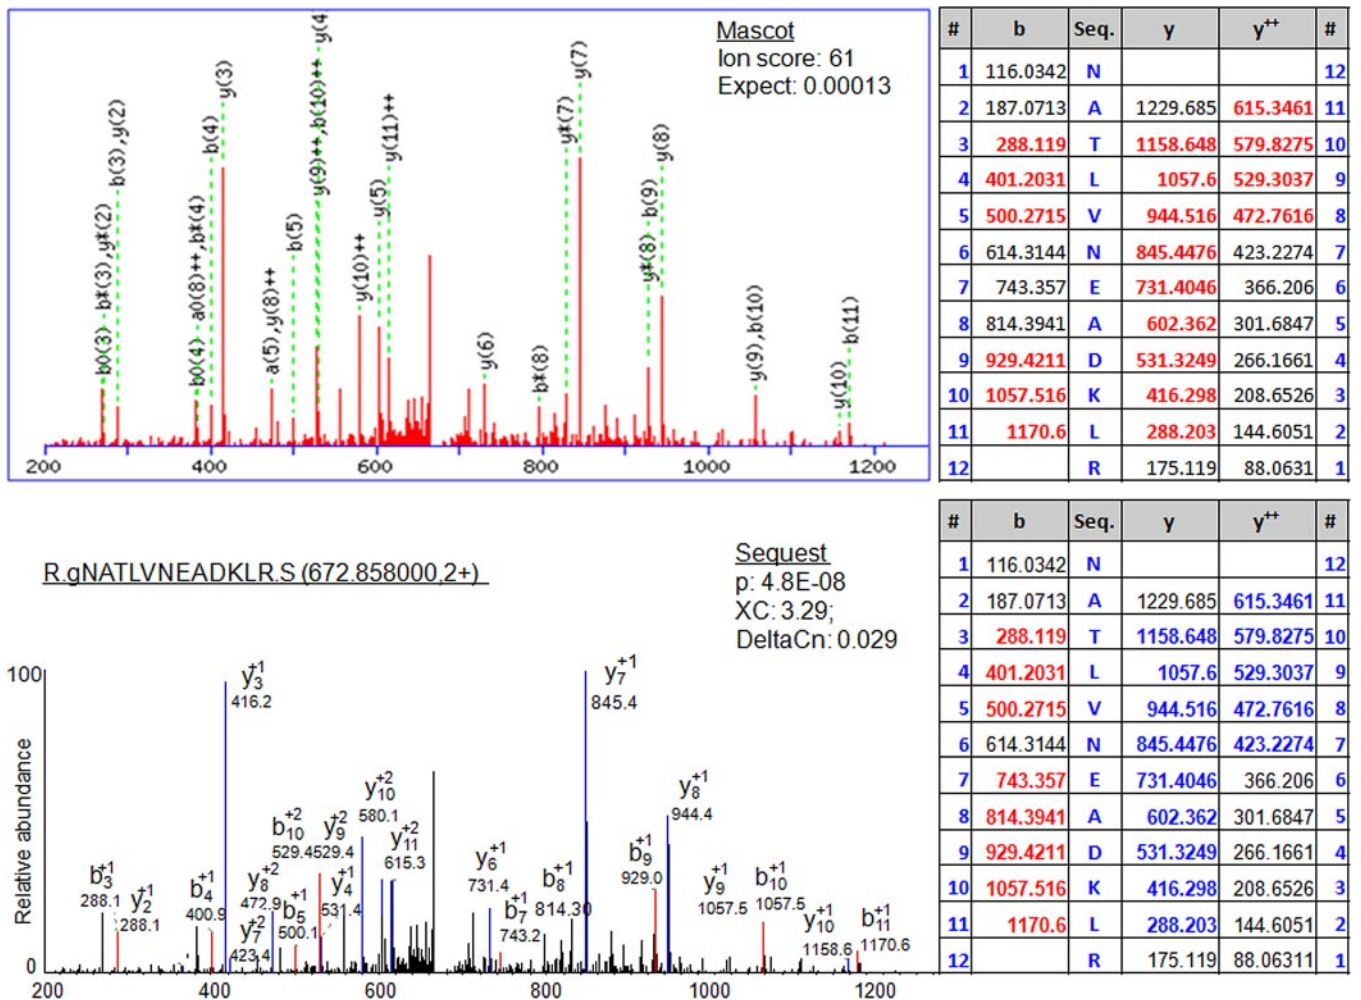 Mascot
Ion score: 61
Expect: 0.00013
b0(3)
b*(3),y*(2)
b(3),y(2)
b0(4)
a0(8)++,b*(4)
b(4)
y(3)
a(5),y(8)++
b(5)
y(9)++,b(10)++
y(4)
y(10)++
y(5)
y(11)++
y(6)
b*(8)
y*(7)
y(7)
y*(8)
b(9)
y(8)
y(9),b(10)
y(10)
b(11)
200 400 600 800 1000 1200
# b Seq. y y++ #
1 116.0342 N 12
2 187.0713 A 1229.685 615.3461 11
3 288.119 T 1158.648 579.8275 10
4 401.2031 L 1057.6 529.3037 9
5 500.2715 V 944.516 472.7616 8
6 614.3144 N 845.4476 423.2274 7
7 743.357 E 731.4046 366.206 6
8 814.3941 A 602.362 301.6847 5
9 929.4211 D 531.3249 266.1661 4
10 1057.516 K 416.298 208.6526 3
11 1170.6 L 288.203 144.6051 2
12 R 175.119 88.0631 1
R.gNATLVNEADKLR.S (672.858000,2+)
Sequest
p: 4.8E-08
XC: 3.29;
DeltaCn: 0.029
Relative abundance
100
0
b3+1
288.1
y2+1
288.1
b4+1
400.9
y3+1
416.2
y7+2
423.4
y8+2
472.9
b5+1
500.1
b10+2
529.4
y9+2
529.4
y4+1
531.4
y10+2
580.1
y11+2
615.3
y6+1
731.4
b7+1
743.2
b8+1
814.30
y7+1
845.4
b9+1
929.0
y8+1
944.4
y9+1
1057.5
b10+1
1057.5
y10+1
1158.6
b11+1
1170.6
200 400 600 800 1000 1200
# b Seq. y y++ #
1 116.0342 N 12
2 187.0713 A 1229.685 615.3461 11
3 288.119 T 1158.648 579.8275 10
4 401.2031 L 1057.6 529.3037 9
5 500.2715 V 944.516 472.7616 8
6 614.3144 N 845.4476 423.2274 7
7 743.357 E 731.4046 366.206 6
8 814.3941 A 602.362 301.6847 5
9 929.4211 D 531.3249 266.1661 4
10 1057.516 K 416.298 208.6526 3
11 1170.6 L 288.203 144.6051 2
12 R 175.119 88.06311 1